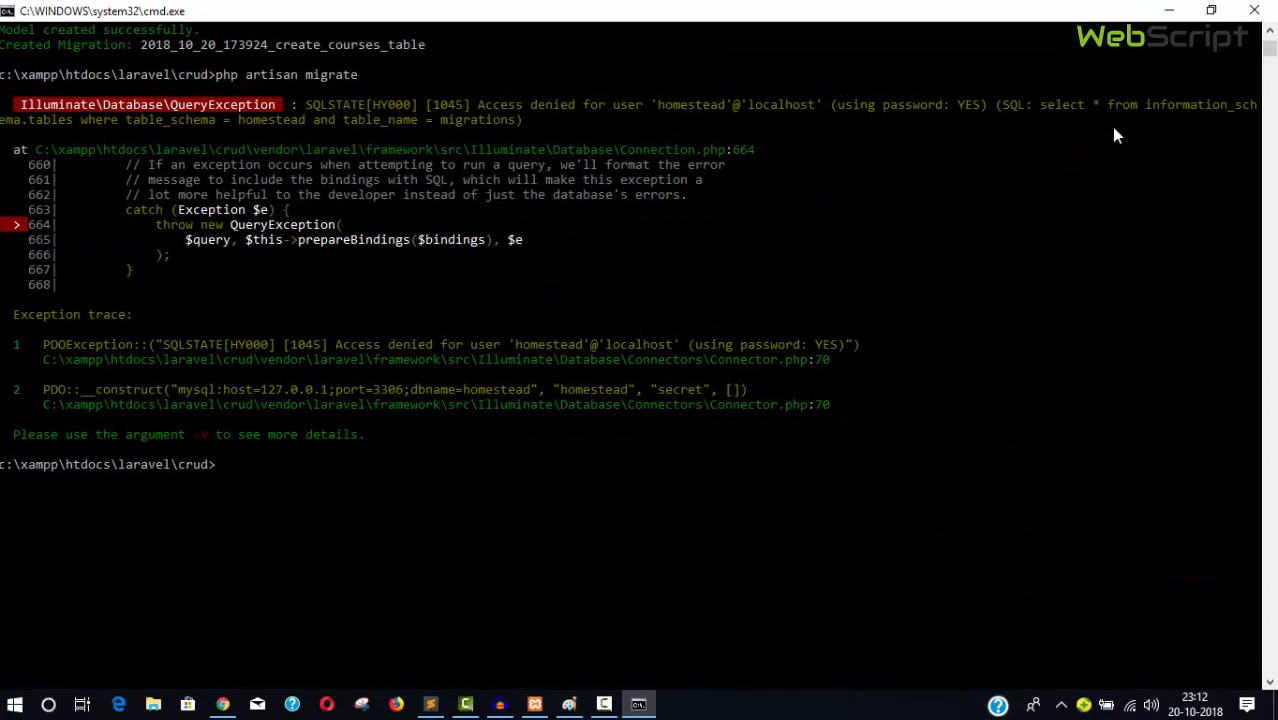 C:\WINDOWS\system32\cmd.exe
WebScript
Model created successfully.
Created Migration: 2018_10_20_173924_create_courses_table
c:\xampp\htdocs\laravel\crud>php artisan migrate
Illuminate\Database\QueryException : SQLSTATE[HY000] [1045] Access denied for user 'homestead'@'localhost' (using password: YES) (SQL: select * from information_sch
ema.tables where table_schema = homestead and table_name = migrations)
at C:\xampp\htdocs\laravel\crud\vendor\laravel\framework\src\Illuminate\Database\Connection.php:664
660| // If an exception occurs when attempting to run a query, we'll format the error
661| // message to include the bindings with SQL, which will make this exception a
662| // lot more helpful to the developer instead of just the database's errors.
663| catch (Exception $e) {
> 664| throw new QueryException(
665| $query, $this->prepareBindings($bindings), $e
666| );
667| }
668|
Exception trace:
1 PDOException::("SQLSTATE[HY000] [1045] Access denied for user 'homestead'@'localhost' (using password: YES)")
C:\xampp\htdocs\laravel\crud\vendor\laravel\framework\src\Illuminate\Database\Connectors\Connector.php:70
2 PDO::__construct("mysql:host=127.0.0.1;port=3306;dbname=homestead", "homestead", "secret", [])
C:\xampp\htdocs\laravel\crud\vendor\laravel\framework\src\Illuminate\Database\Connectors\Connector.php:70
Please use the argument -v to see more details.
c:\xampp\htdocs\laravel\crud>
23:12
20-10-2018